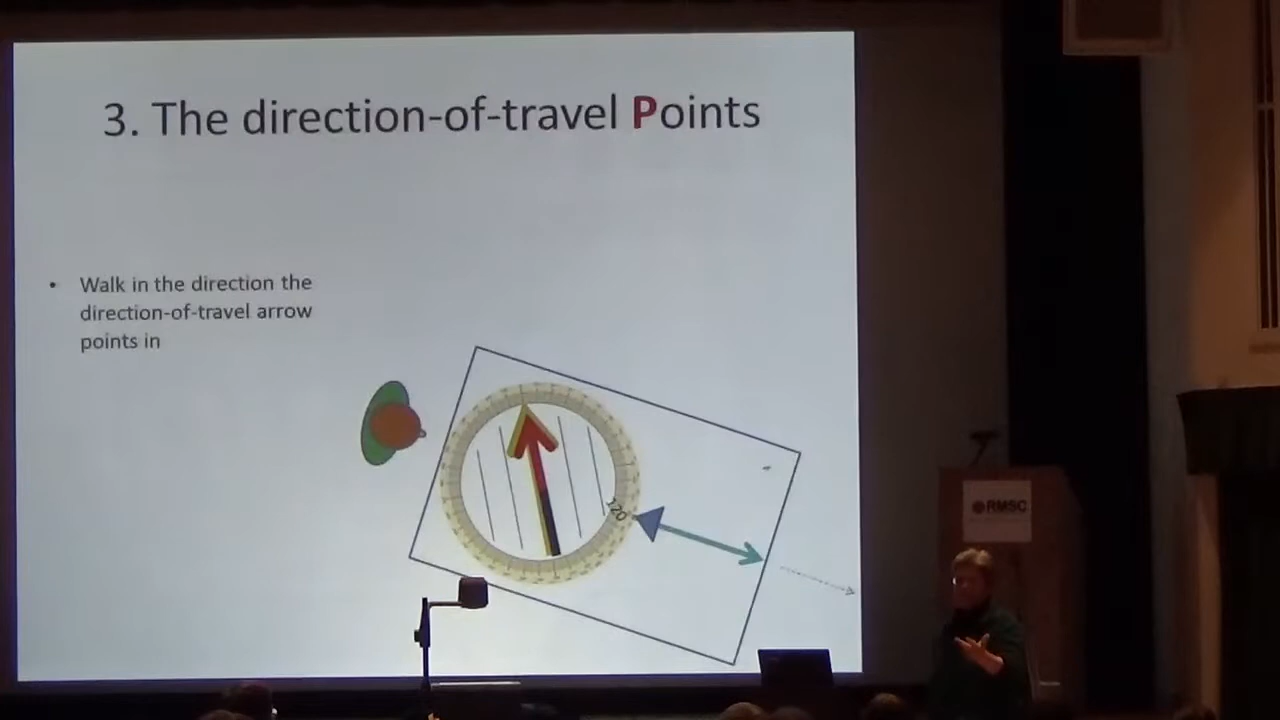 3. The direction-of-travel Points
• Walk in the direction the
direction-of-travel arrow
points in
120
RMSC